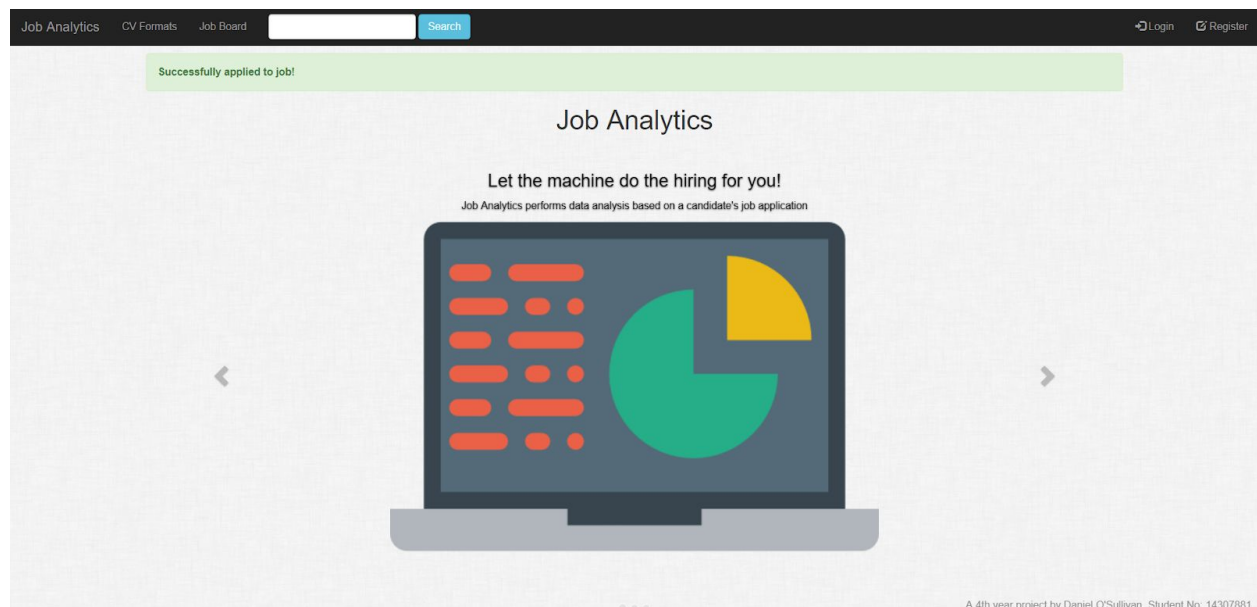 Job Analytics CV Formats Job Board Search Login Register
Successfully applied to job!
Job Analytics
Let the machine do the hiring for you!
Job Analytics performs data analysis based on a candidate's job application
A 4th year project by Daniel O'Sullivan, Student No: 14307881